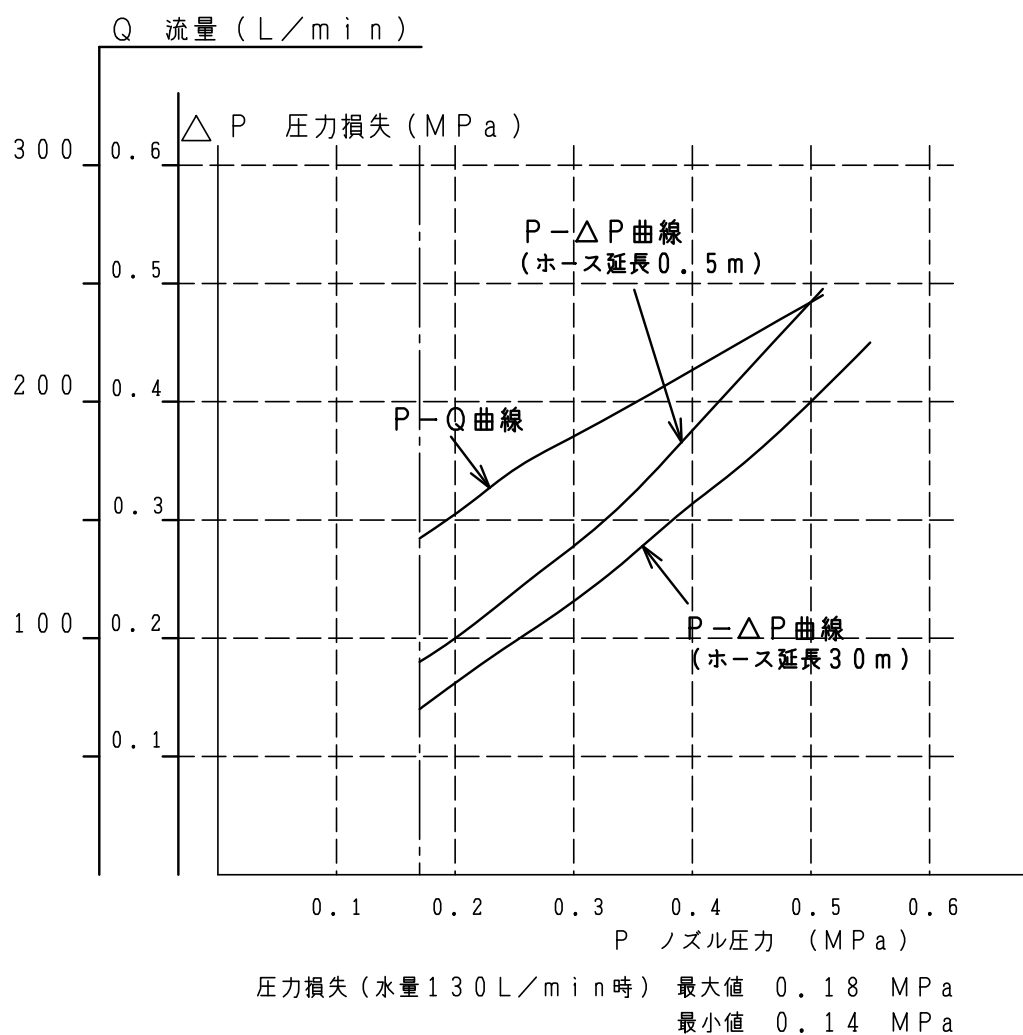 Q 流量(L/min)
△P 圧力損失(MPa)
300
0.6
P-△P曲線
(ホース延長0.5m)
0.5
200
0.4
P-Q曲線
0.3
100
0.2
P-△P曲線
(ホース延長30m)
0.1
0.1 0.2 0.3 0.4 0.5 0.6
P ノズル圧力 (MPa)
圧力損失(水量130L/min時) 最大値 0.18 MPa
最小値 0.14 MPa